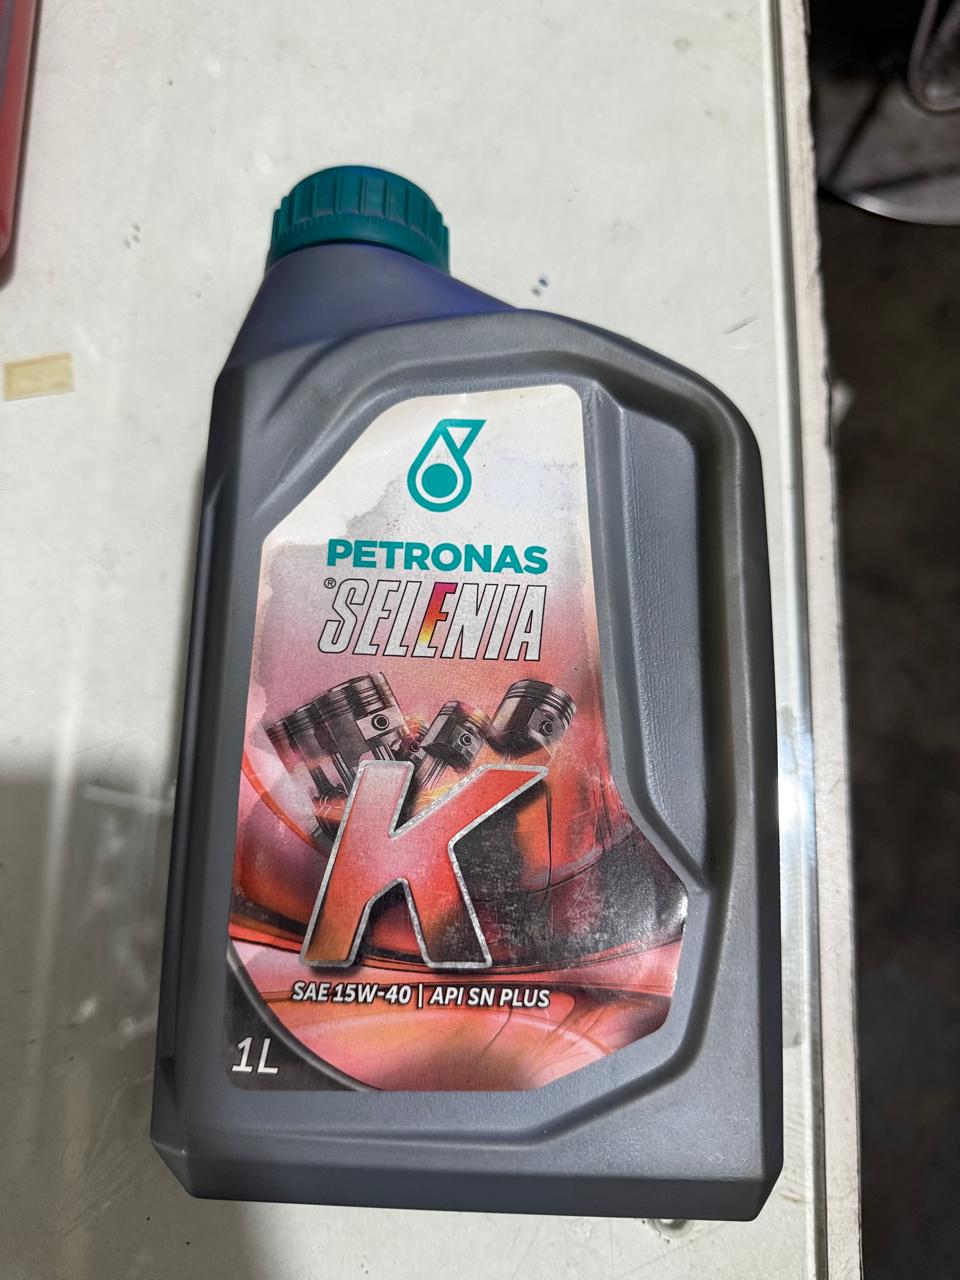 PETRONAS
®SELENIA
K
SAE 15W-40 | API SN PLUS
1L